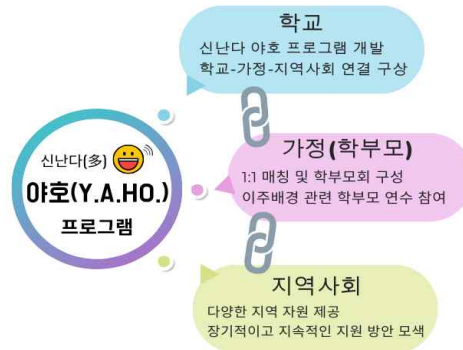 학교
신난다 야호 프로그램 개발
학교-가정-지역사회 연결 구상
신난다(多)
야호(Y.A.HO.)
프로그램
가정(학부모)
1:1 매칭 및 학부모회 구성
이주배경 관련 학부모 연수 참여
지역사회
다양한 지역 자원 제공
장기적이고 지속적인 지원 방안 모색